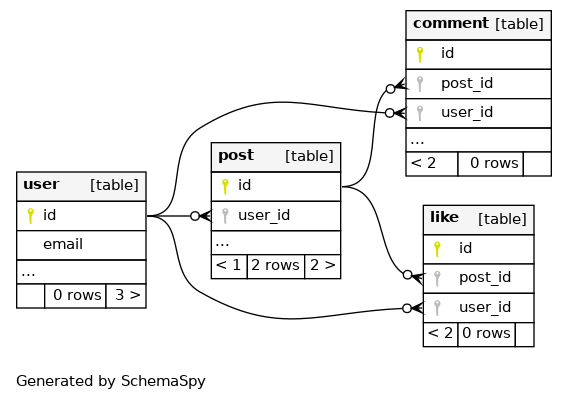 comment [table]
id
post_id
user_id
...
< 2 0 rows
post [table]
id
user_id
...
< 1 2 rows 2 >
user [table]
id
email
...
0 rows 3 >
like [table]
id
post_id
user_id
< 2 0 rows
Generated by SchemaSpy